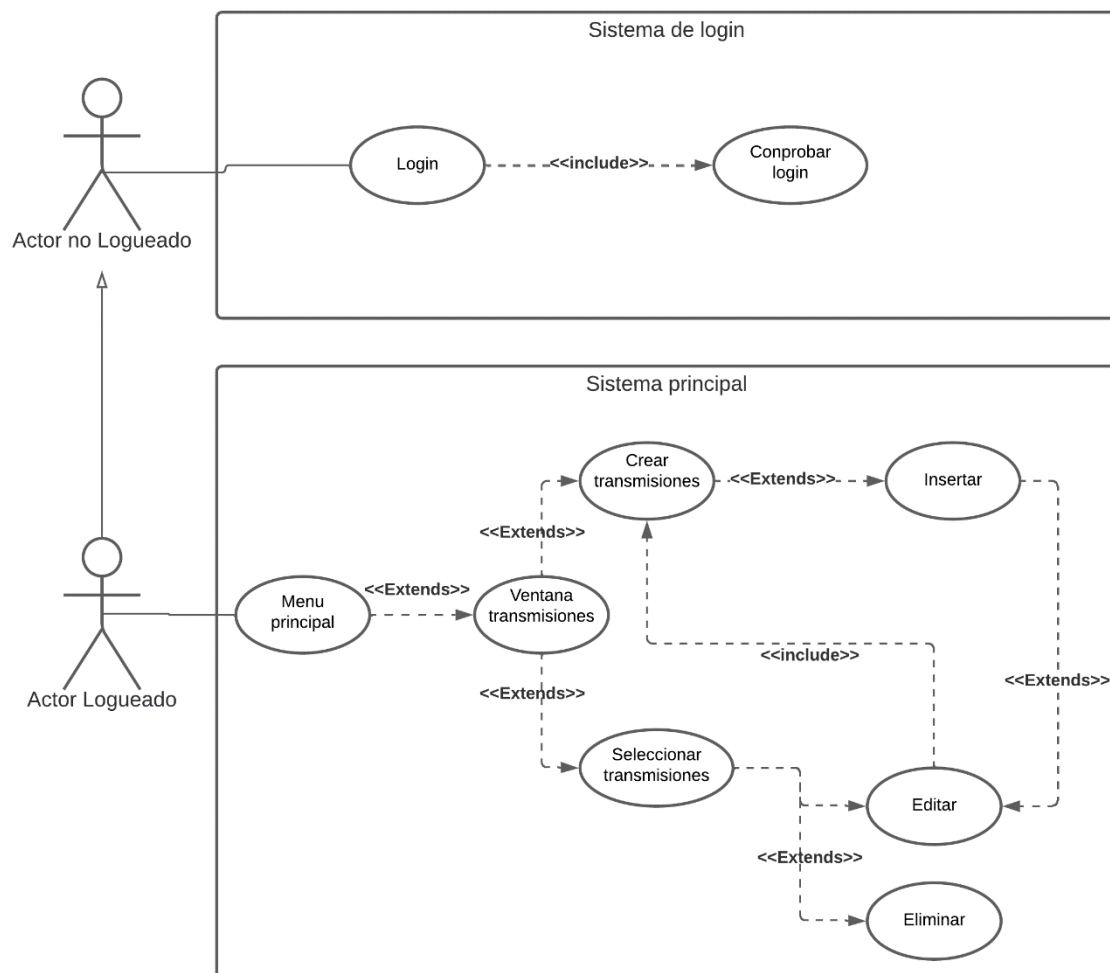 Sistema de login
Login
<<include>>
Conprobar
login
Actor no Logueado
Sistema principal
Crear
transmisiones
<<Extends>>
Insertar
<<Extends>>
Menu
principal
<<Extends>>
Ventana
transmisiones
<<include>>
<<Extends>>
<<Extends>>
Actor Logueado
Seleccionar
transmisiones
Editar
<<Extends>>
Eliminar